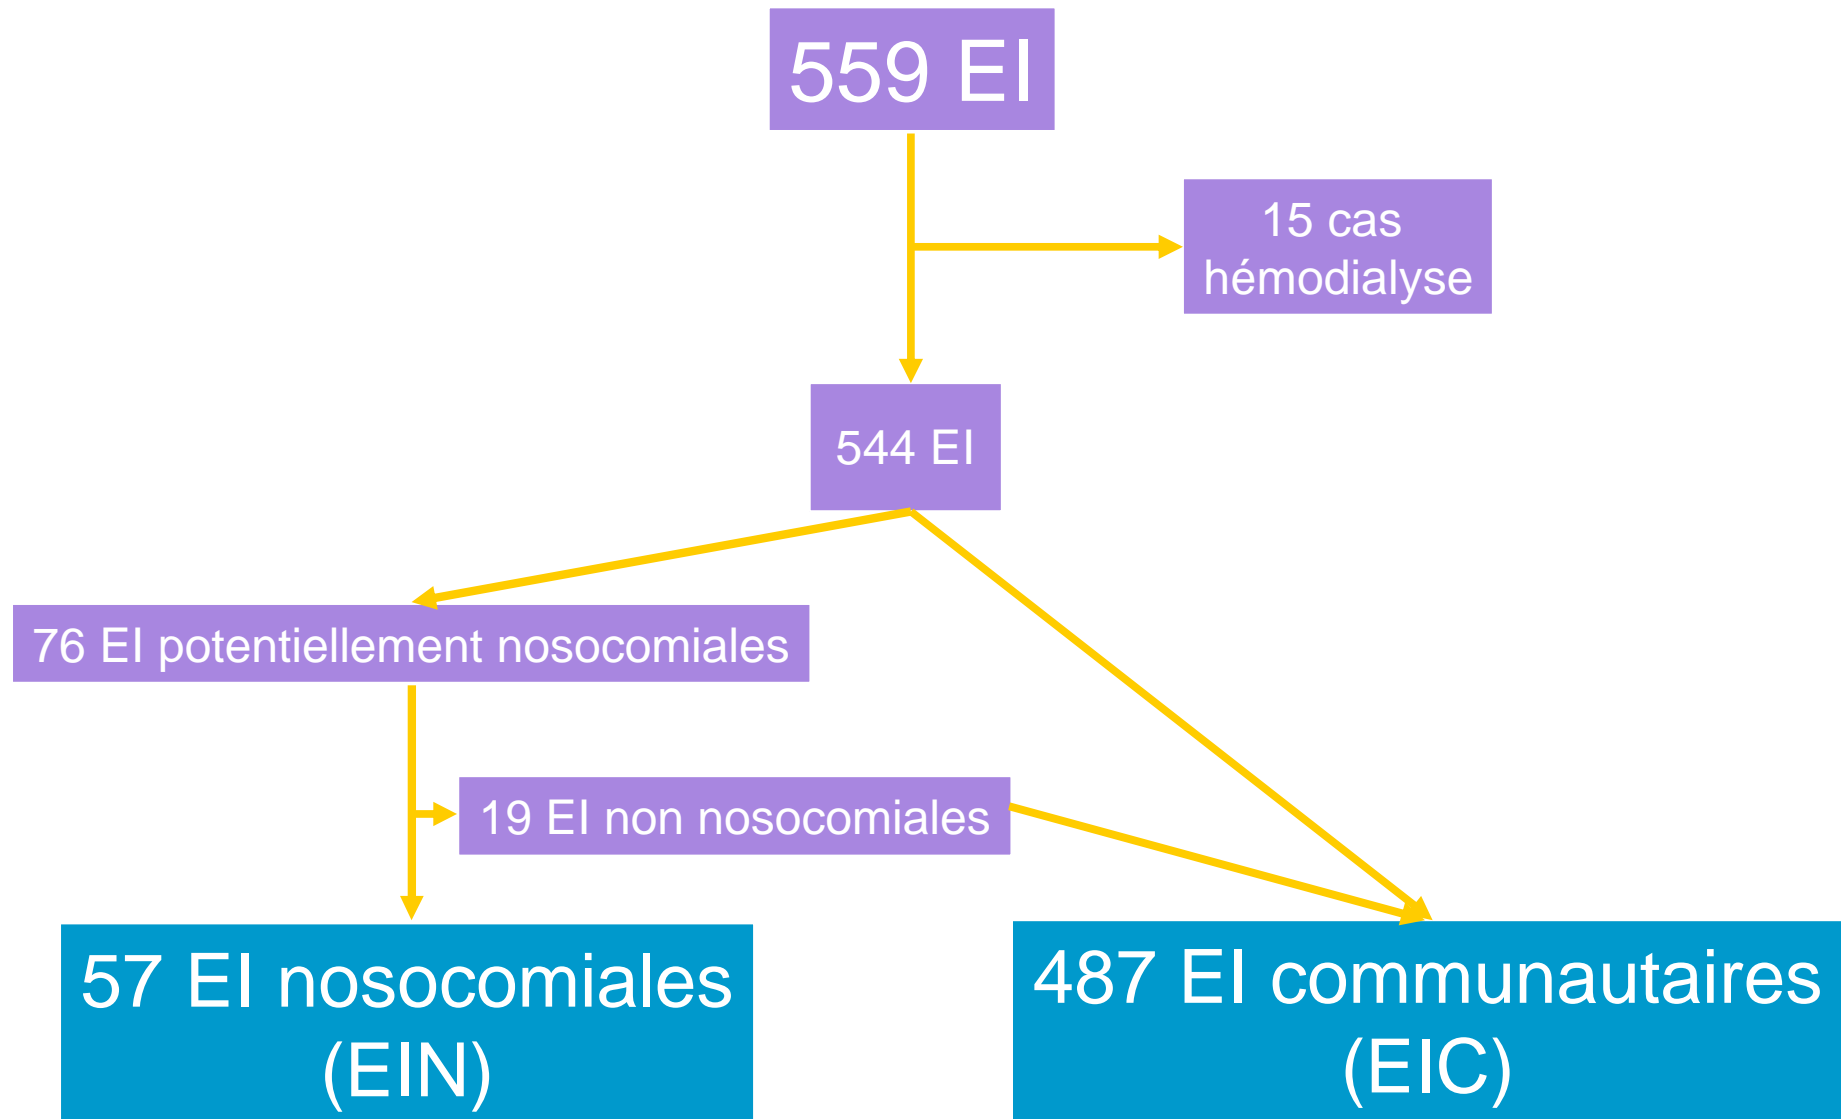 559 EI
15 cas
hémodialyse
544 EI
76 EI potentiellement nosocomiales
19 EI non nosocomiales
57 EI nosocomiales
(EIN)
487 EI communautaires
(EIC)